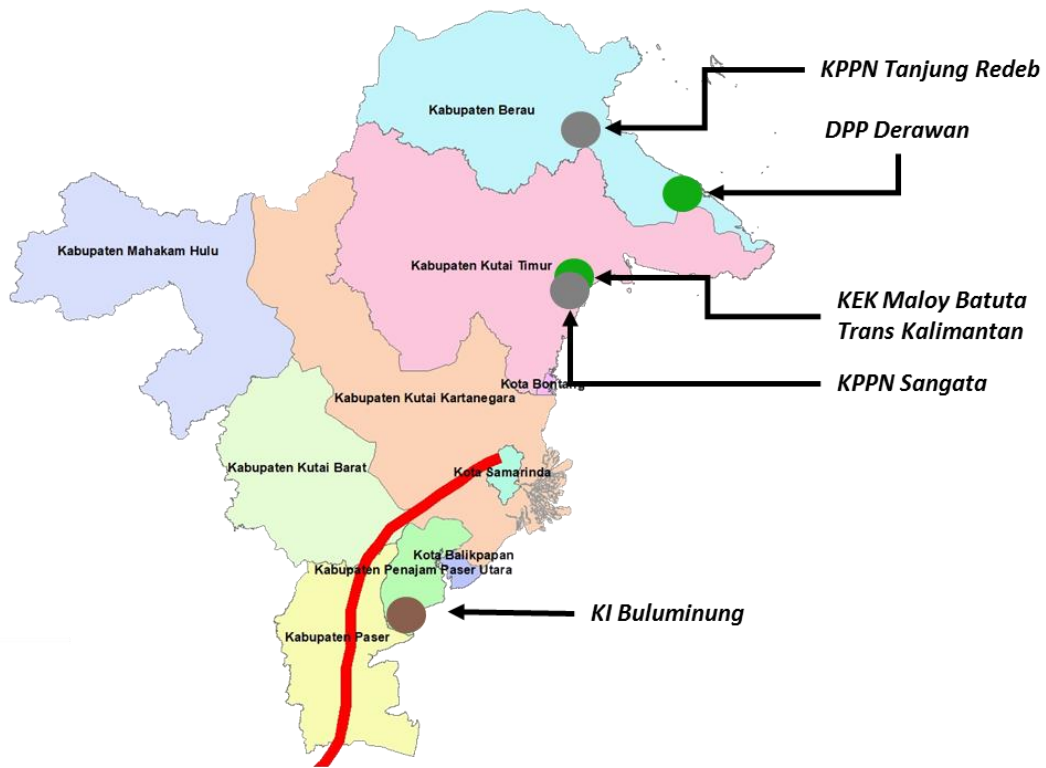 KPPN Tanjung Redeb
Kabupaten Berau
DPP Derawan
Kabupaten Mahakam Hulu
Kabupaten Kutai Timur
KEK Maloy Batuta
Trans Kalimantan
KPPN Sangata
Kota Bontang
Kabupaten Kutai Kartanegara
Kabupaten Kutai Barat
Kota Samarinda
Kota Balikpapan
Kabupaten Penajam Paser Utara
KI Buluminung
Kabupaten Paser